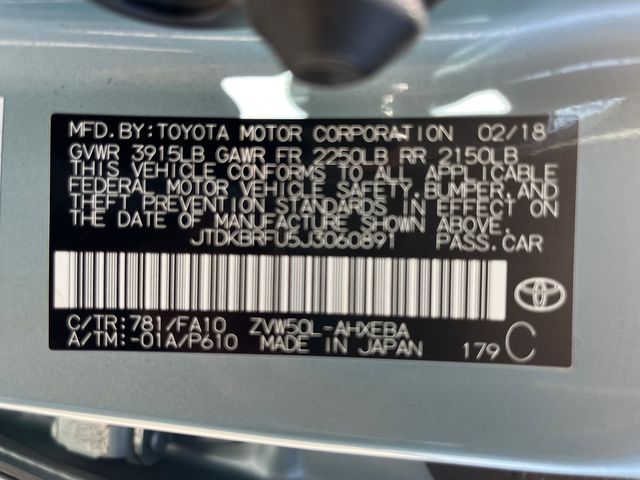 MFD.BY:TOYOTA MOTOR CORPORATION 02/18
GVWR 3915LB GAWR FR 2250LB RR 2150LB
THIS VEHICLE CONFORMS TO ALL APPLICABLE
FEDERAL MOTOR VEHICLE SAFETY,BUMPER,AND
THEFT PREVENTION STANDARDS IN EFFECT ON
THE DATE OF MANUFACTURE SHOWN ABOVE.
JTDKBRFU5J3060891 PASS.CAR
C/TR:781/FA10 ZVW50L-AHXEBA
A/TM:-01A/P610 MADE IN JAPAN 179 C